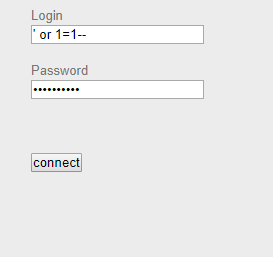 Login
' or 1=1--
Password
••••••••••
connect